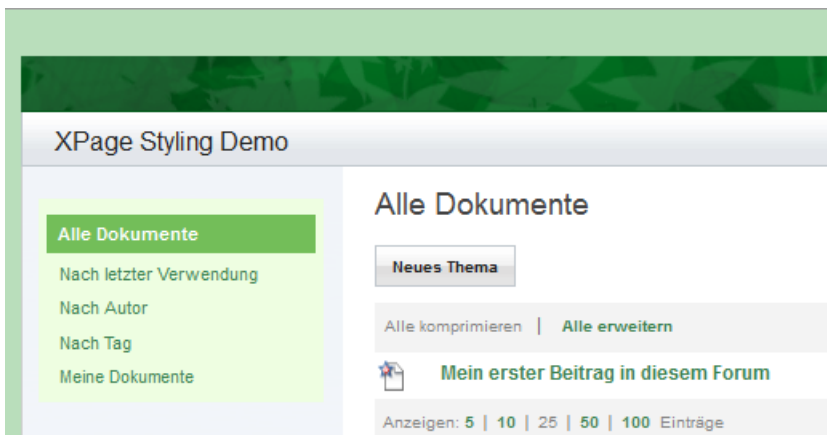 XPage Styling Demo
Alle Dokumente
Nach letzter Verwendung
Nach Autor
Nach Tag
Meine Dokumente
Alle Dokumente
Neues Thema
Alle komprimieren | Alle erweitern
Mein erster Beitrag in diesem Forum
Anzeigen: 5 | 10 | 25 | 50 | 100 Einträge